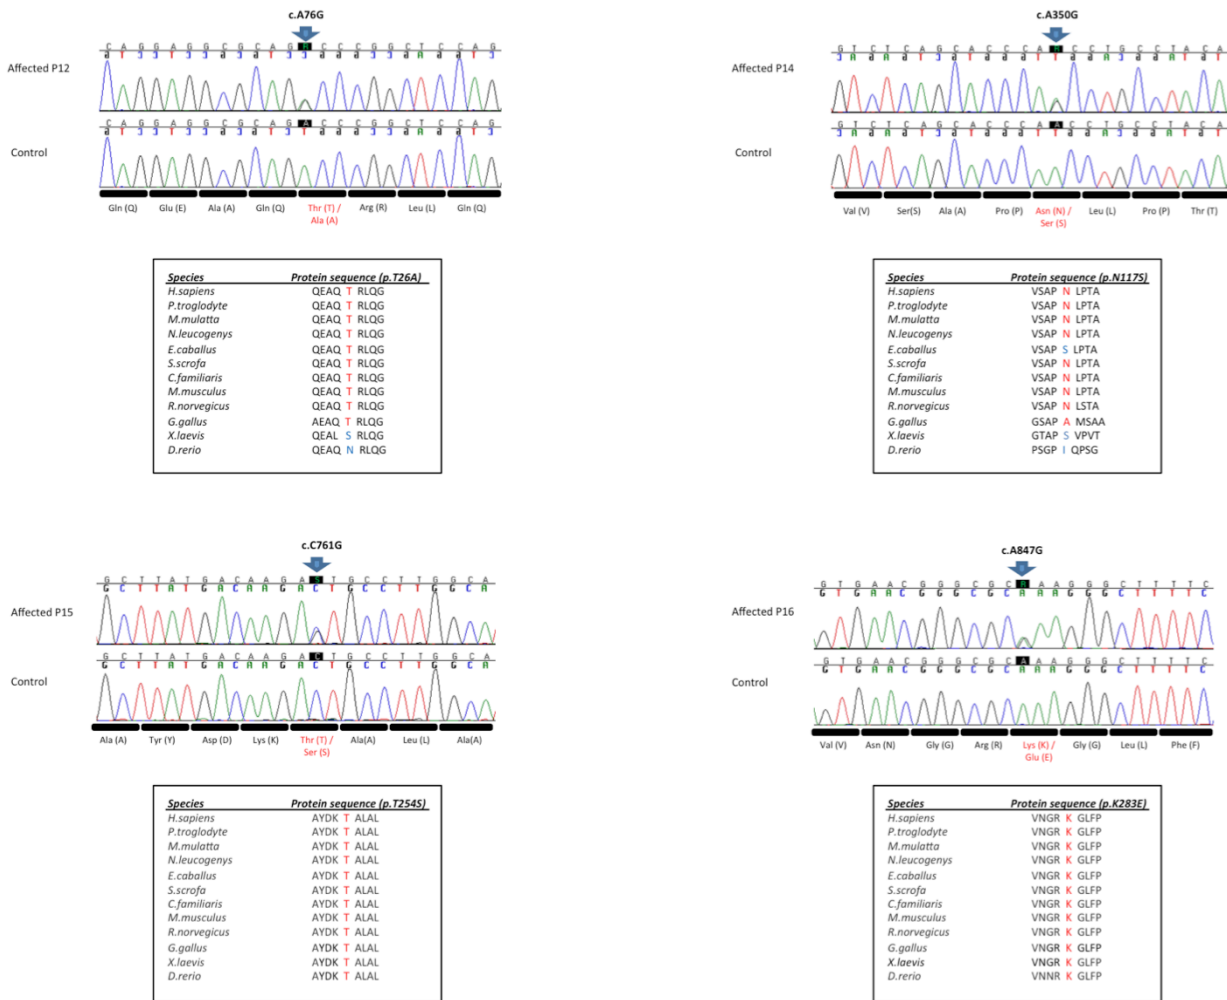 c.A76G
C A G G A G G C G C A G A C C C G G C T C C A G
Affected P12
C A G G A G G C G C A G A C C C G G C T C C A G
Control
Gln (Q) Glu (E) Ala (A) Gln (Q) Thr (T) / Ala (A) Arg (R) Leu (L) Gln (Q)
Species Protein sequence (p.T26A)
H.sapiens QEAQ T RLQG
P.troglodyte QEAQ T RLQG
M.mulatta QEAQ T RLQG
N.leucogenys QEAQ T RLQG
E.caballus QEAQ T RLQG
S.scrofa QEAQ T RLQG
C.familiaris QEAQ T RLQG
M.musculus QEAQ T RLQG
R.norvegicus QEAQ T RLQG
G.gallus AEAQ T RLQG
X.laevis QEAL S RLQG
D.rerio QEAQ N RLQG
c.A350G
G T C T C A G C A C C C A A C C T G C C T A C A
Affected P14
G T C T C A G C A C C C A A C C T G C C T A C A
Control
Val (V) Ser(S) Ala (A) Pro (P) Asn (N) / Ser (S) Leu (L) Pro (P) Thr (T)
Species Protein sequence (p.N117S)
H.sapiens VSAP N LPTA
P.troglodyte VSAP N LPTA
M.mulatta VSAP N LPTA
N.leucogenys VSAP N LPTA
E.caballus VSAP S LPTA
S.scrofa VSAP N LPTA
C.familiaris VSAP N LPTA
M.musculus VSAP N LPTA
R.norvegicus VSAP N LSTA
G.gallus GSAP A MSAA
X.laevis GTAP S VPVT
D.rerio PSGP I QPSG
c.C761G
G C T T A T G A C A A G A S T G C C T T G G C A
G C T T A T G A C A A G A C T G C C T T G G C A
Affected P15
G C T T A T G A C A A G A C T G C C T T G G C A
G C T T A T G A C A A G A C T G C C T T G G C A
Control
Ala (A) Tyr (Y) Asp (D) Lys (K) Thr (T) / Ser (S) Ala(A) Leu (L) Ala(A)
Species Protein sequence (p.T254S)
H.sapiens AYDK T ALAL
P.troglodyte AYDK T ALAL
M.mulatta AYDK T ALAL
N.leucogenys AYDK T ALAL
E.caballus AYDK T ALAL
S.scrofa AYDK T ALAL
C.familiaris AYDK T ALAL
M.musculus AYDK T ALAL
R.norvegicus AYDK T ALAL
G.gallus AYDK T ALAL
X.laevis AYDK T ALAL
D.rerio AYDK T ALAL
c.A847G
G T G A A C G G G C G C A A A G G G C T T T T C
G T G A A C G G G C G C A A A G G G C T T T T C
Affected P16
G T G A A C G G G C G C A A A G G G C T T T T C
G T G A A C G G G C G C A A A G G G C T T T T C
Control
Val (V) Asn (N) Gly (G) Arg (R) Lys (K) / Glu (E) Gly (G) Leu (L) Phe (F)
Species Protein sequence (p.K283E)
H.sapiens VNGR K GLFP
P.troglodyte VNGR K GLFP
M.mulatta VNGR K GLFP
N.leucogenys VNGR K GLFP
E.caballus VNGR K GLFP
S.scrofa VNGR K GLFP
C.familiaris VNGR K GLFP
M.musculus VNGR K GLFP
R.norvegicus VNGR K GLFP
G.gallus VNGR K GLFP
X.laevis VNGR K GLFP
D.rerio VNNR K GLFP